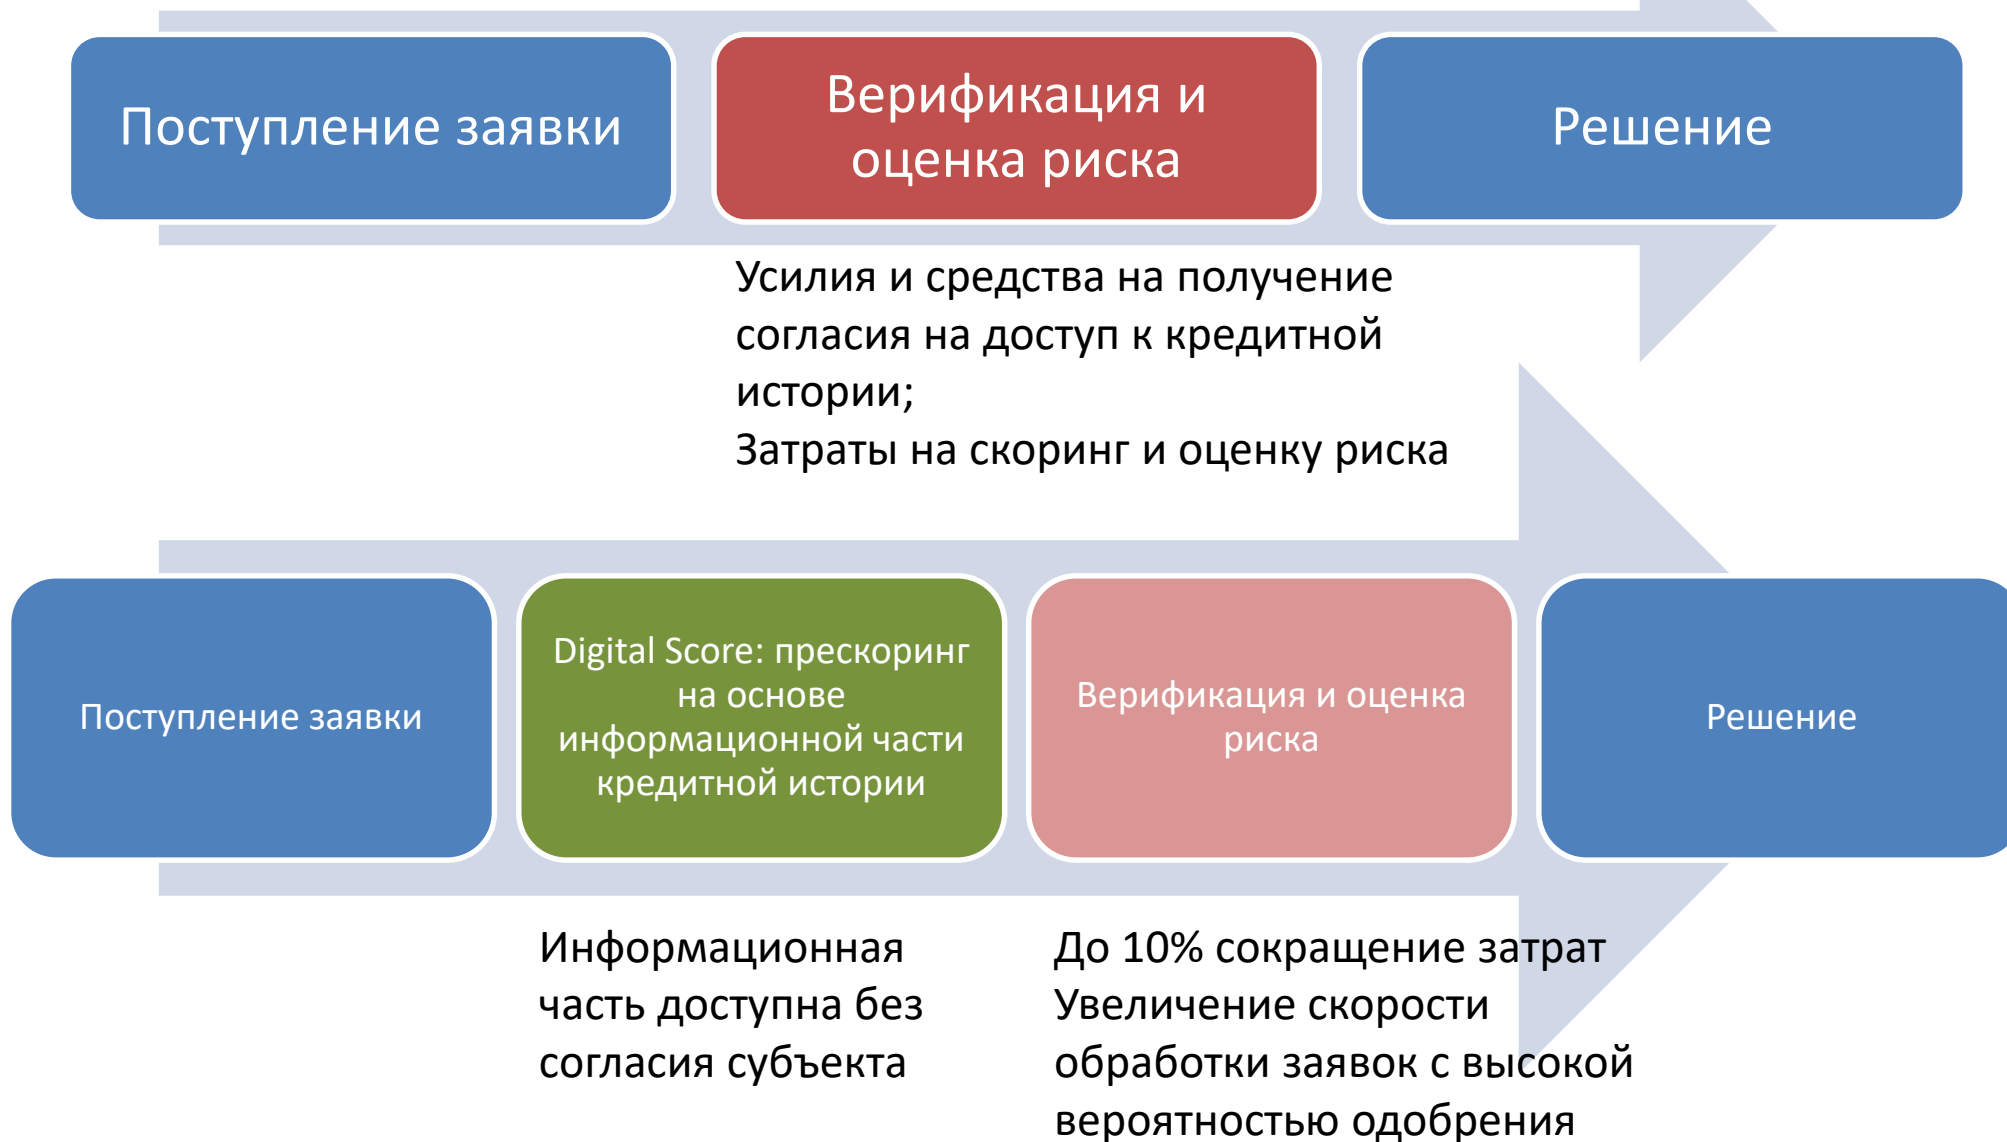 Поступление заявки
Верификация и
оценка риска
Решение
Усилия и средства на получение
согласия на доступ к кредитной
истории;
Затраты на скоринг и оценку риска
Поступление заявки
Digital Score: прескоринг
на основе
информационной части
кредитной истории
Верификация и оценка
риска
Решение
Информационная
часть доступна без
согласия субъекта
До 10% сокращение затрат
Увеличение скорости
обработки заявок с высокой
вероятностью одобрения